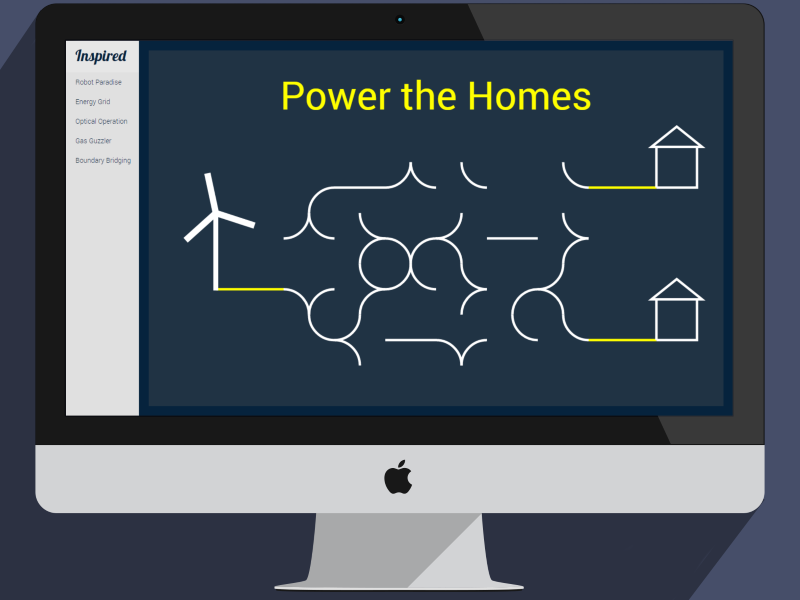 Inspired
Robot Paradise
Energy Grid
Optical Operation
Gas Guzzler
Boundary Bridging
Power the Homes